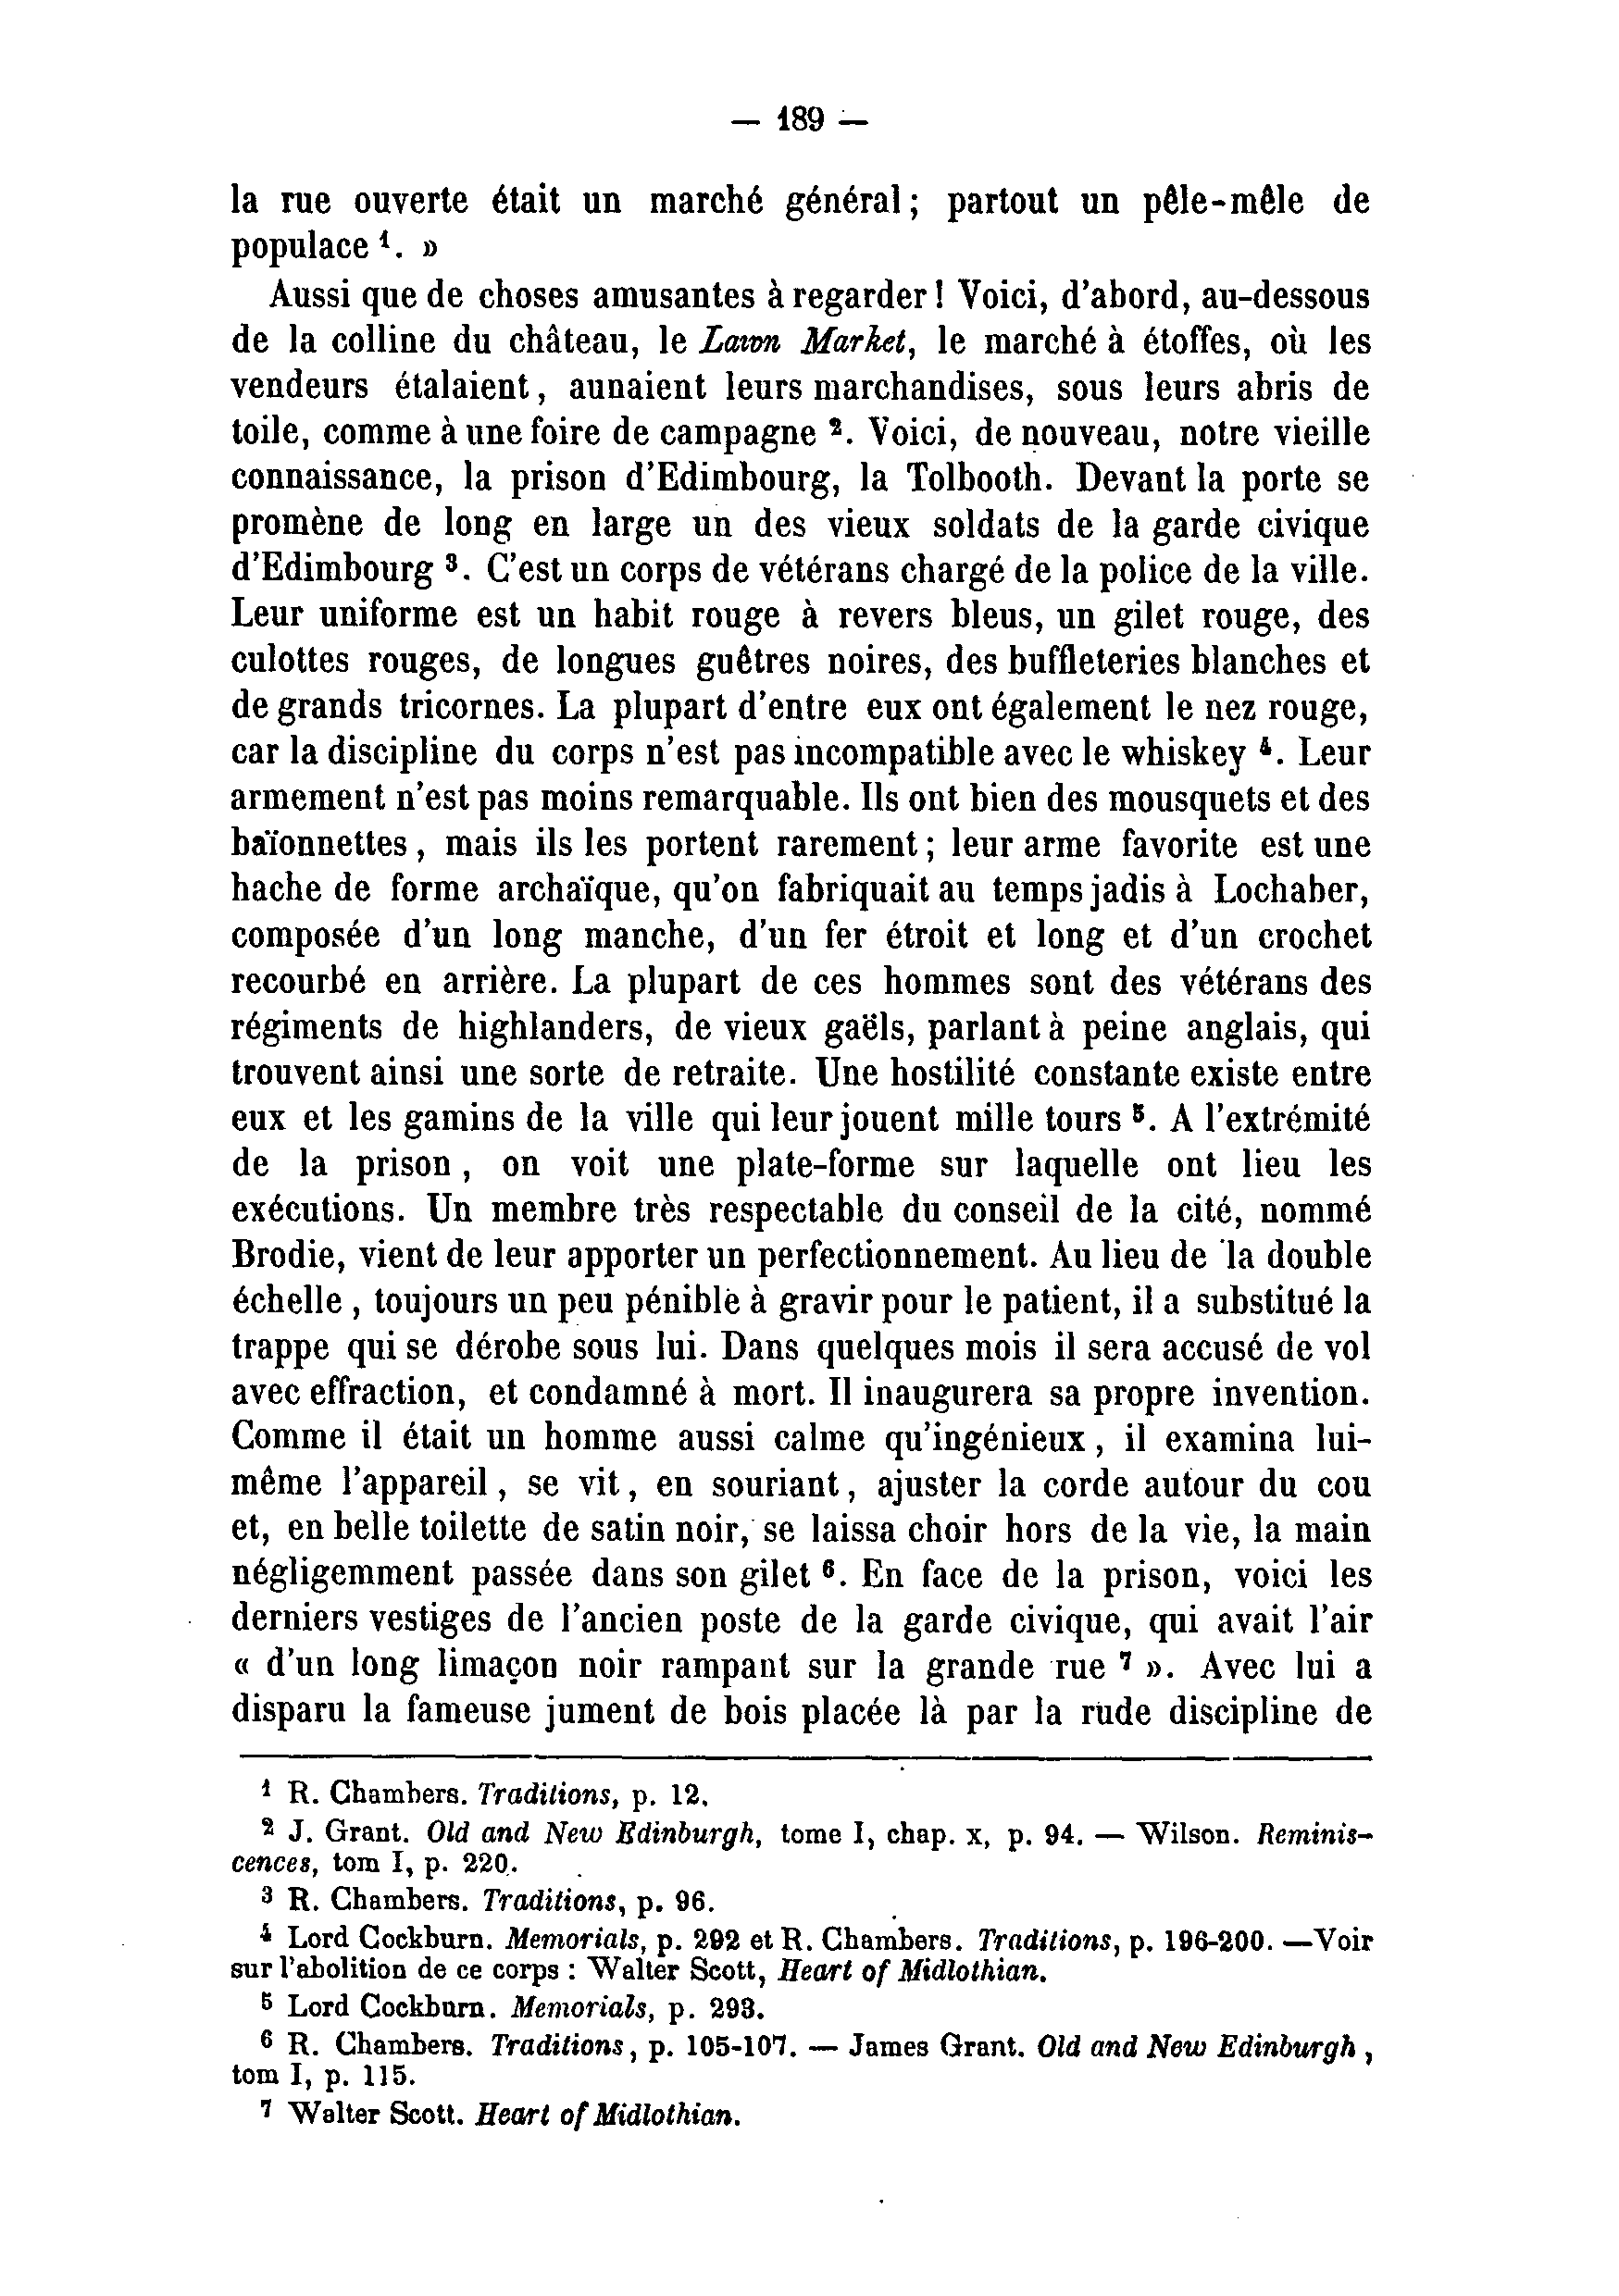 — 189 —
la rue ouverte était un marché général ; partout un pêle-mêle de
populace ¹. »
Aussi que de choses amusantes à regarder ! Voici, d'abord, au-dessous
de la colline du château, le Lawn Market, le marché à étoffes, où les
vendeurs étalaient, aunaient leurs marchandises, sous leurs abris de
toile, comme à une foire de campagne ². Voici, de nouveau, notre vieille
connaissance, la prison d'Edimbourg, la Tolbooth. Devant la porte se
promène de long en large un des vieux soldats de la garde civique
d'Edimbourg ³. C'est un corps de vétérans chargé de la police de la ville.
Leur uniforme est un habit rouge à revers bleus, un gilet rouge, des
culottes rouges, de longues guêtres noires, des buffleteries blanches et
de grands tricornes. La plupart d'entre eux ont également le nez rouge,
car la discipline du corps n'est pas incompatible avec le whiskey ⁴. Leur
armement n'est pas moins remarquable. Ils ont bien des mousquets et des
baïonnettes, mais ils les portent rarement ; leur arme favorite est une
hache de forme archaïque, qu'on fabriquait au temps jadis à Lochaber,
composée d'un long manche, d'un fer étroit et long et d'un crochet
recourbé en arrière. La plupart de ces hommes sont des vétérans des
régiments de highlanders, de vieux gaëls, parlant à peine anglais, qui
trouvent ainsi une sorte de retraite. Une hostilité constante existe entre
eux et les gamins de la ville qui leur jouent mille tours ⁵. A l'extrémité
de la prison, on voit une plate-forme sur laquelle ont lieu les
exécutions. Un membre très respectable du conseil de la cité, nommé
Brodie, vient de leur apporter un perfectionnement. Au lieu de la double
échelle, toujours un peu pénible à gravir pour le patient, il a substitué la
trappe qui se dérobe sous lui. Dans quelques mois il sera accusé de vol
avec effraction, et condamné à mort. Il inaugurera sa propre invention.
Comme il était un homme aussi calme qu'ingénieux, il examina lui-
même l'appareil, se vit, en souriant, ajuster la corde autour du cou
et, en belle toilette de satin noir, se laissa choir hors de la vie, la main
négligemment passée dans son gilet ⁶. En face de la prison, voici les
derniers vestiges de l'ancien poste de la garde civique, qui avait l'air
« d'un long limaçon noir rampant sur la grande rue ⁷ ». Avec lui a
disparu la fameuse jument de bois placée là par la rude discipline de
¹ R. Chambers. Traditions, p. 12.
² J. Grant. Old and New Edinburgh, tome I, chap. x, p. 94. — Wilson. Reminis-
cences, tom I, p. 220.
³ R. Chambers. Traditions, p. 96.
⁴ Lord Cockburn. Memorials, p. 292 et R. Chambers. Traditions, p. 196-200. —Voir
sur l'abolition de ce corps : Walter Scott, Heart of Midlothian.
⁵ Lord Cockburn. Memorials, p. 293.
⁶ R. Chambers. Traditions, p. 105-107. — James Grant. Old and New Edinburgh,
tom I, p. 115.
⁷ Walter Scott. Heart of Midlothian.